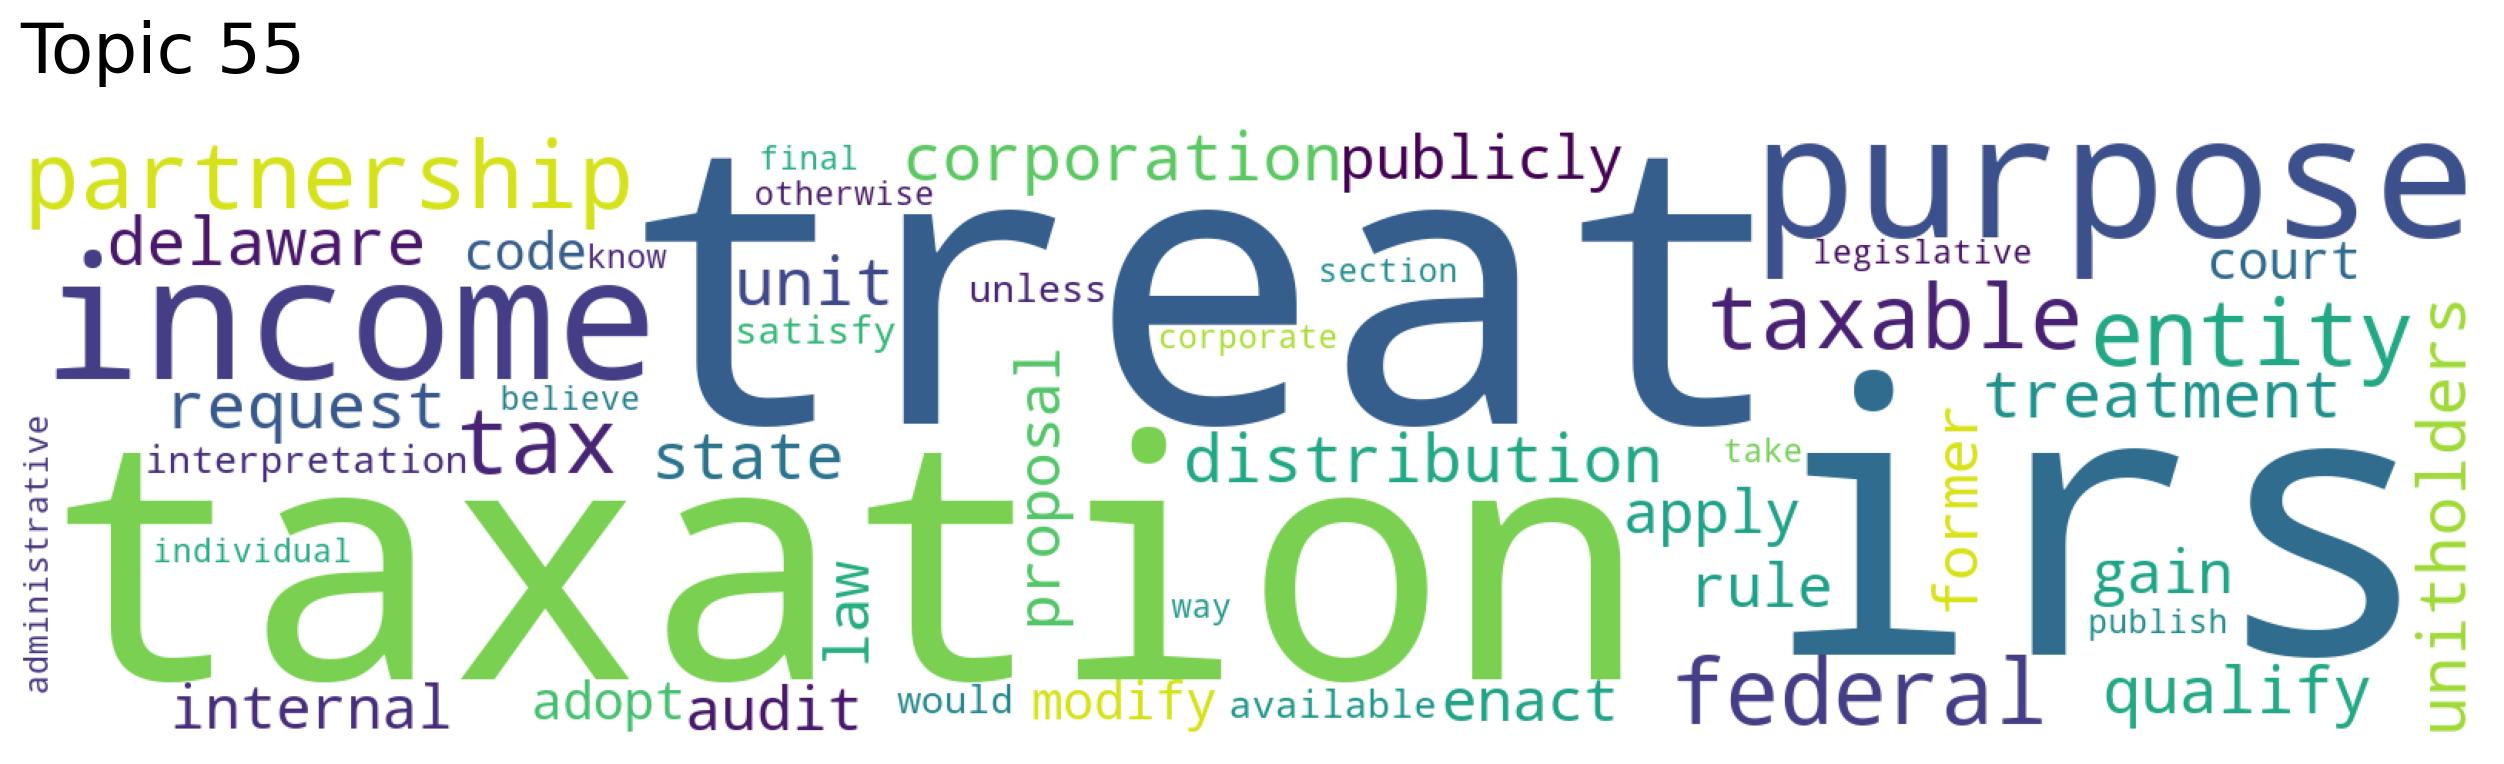 Topic 55
partnership
final
corporation
publicly
purpose
otherwise
delaware
code
know
treat
legislative
court
income
unit
unless
section
taxable
entity
satisfy
corporate
request
believe
proposal
treatment
unitholders
administrative
interpretation
tax
state
distribution
take
former
irs
taxation
individual
law
way
apply
rule
gain
publish
internal
adopt
audit
would
modify
available
enact
federal
qualify